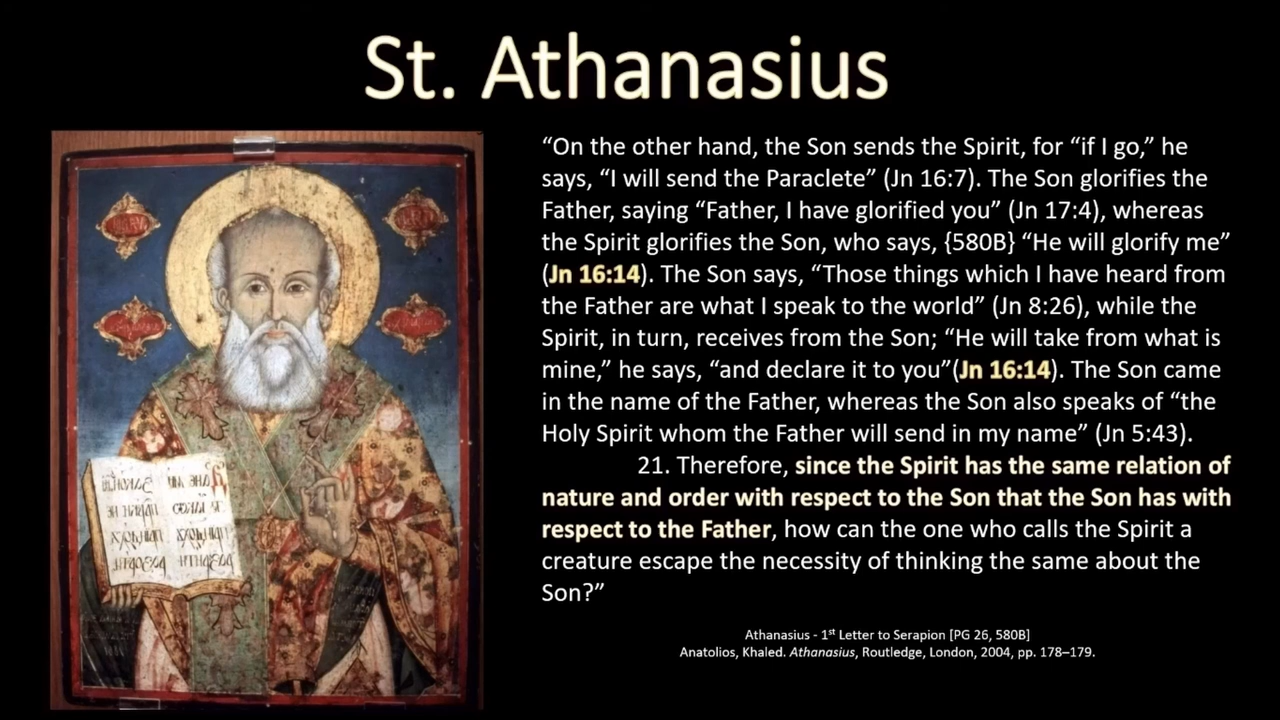 St. Athanasius
“On the other hand, the Son sends the Spirit, for “if I go,” he
says, “I will send the Paraclete” (Jn 16:7). The Son glorifies the
Father, saying “Father, I have glorified you” (Jn 17:4), whereas
the Spirit glorifies the Son, who says, {580B} “He will glorify me”
(Jn 16:14). The Son says, “Those things which I have heard from
the Father are what I speak to the world” (Jn 8:26), while the
Spirit, in turn, receives from the Son; “He will take from what is
mine,” he says, “and declare it to you”(Jn 16:14). The Son came
in the name of the Father, whereas the Son also speaks of “the
Holy Spirit whom the Father will send in my name” (Jn 5:43).
21. Therefore, since the Spirit has the same relation of
nature and order with respect to the Son that the Son has with
respect to the Father, how can the one who calls the Spirit a
creature escape the necessity of thinking the same about the
Son?”
Athanasius - 1st Letter to Serapion [PG 26, 580B]
Anatolios, Khaled. Athanasius, Routledge, London, 2004, pp. 178–179.